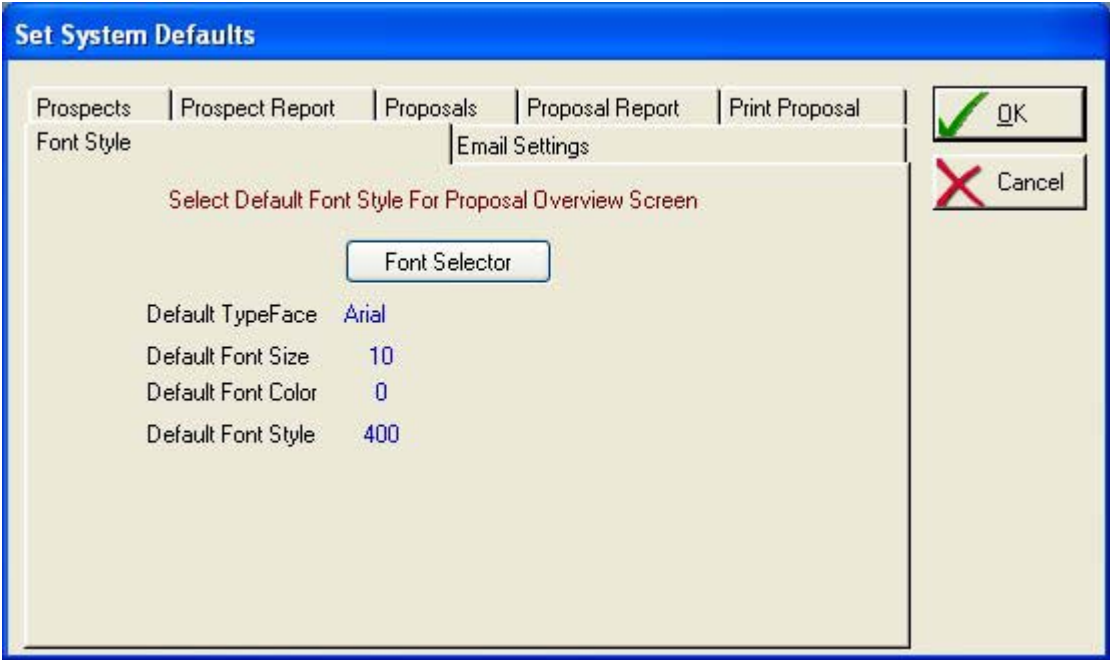 Set System Defaults
Prospects Prospect Report Proposals Proposal Report Print Proposal
Font Style Email Settings
OK
Cancel
Select Default Font Style For Proposal Overview Screen
Font Selector
Default TypeFace Arial
Default Font Size 10
Default Font Color 0
Default Font Style 400